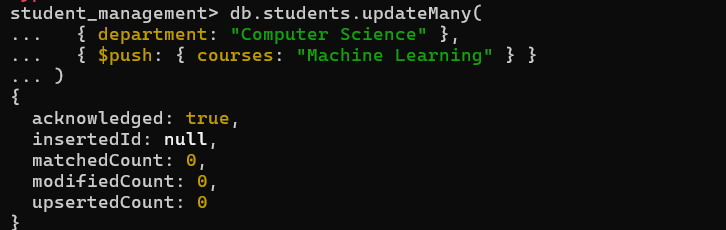 student_management> db.students.updateMany(
...   { department: "Computer Science" },
...   { $push: { courses: "Machine Learning" } }
... )
{
  acknowledged: true,
  insertedId: null,
  matchedCount: 0,
  modifiedCount: 0,
  upsertedCount: 0
}